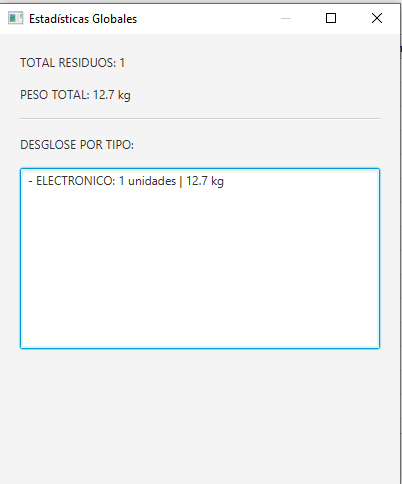 Estadísticas Globales
TOTAL RESIDUOS: 1
PESO TOTAL: 12.7 kg
DESGLOSE POR TIPO:
- ELECTRONICO: 1 unidades | 12.7 kg